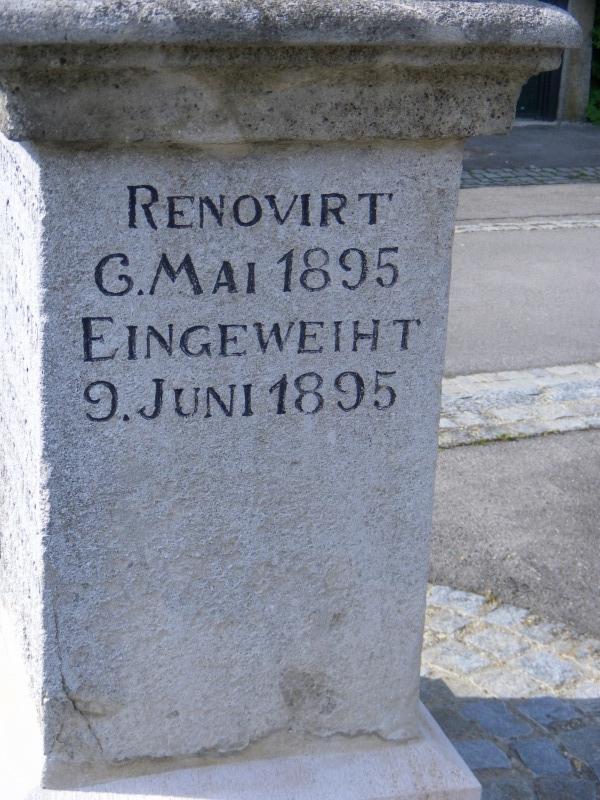 RENOVIRT
6. MAI 1895
EINGEWEIHT
9. JUNI 1895